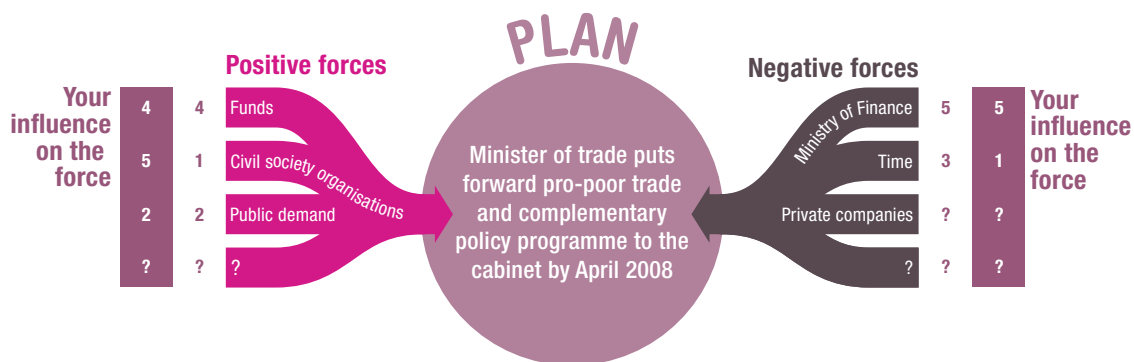 PLAN
Positive forces
Negative forces
Your
influence
on the
force
4 4 Funds
5 1 Civil society organisations
2 2 Public demand
? ? ?
Minister of trade puts
forward pro-poor trade
and complementary
policy programme to the
cabinet by April 2008
Ministry of Finance 5 5
Time 3 1
Private companies ? ?
? ? ?
Your
influence
on the
force